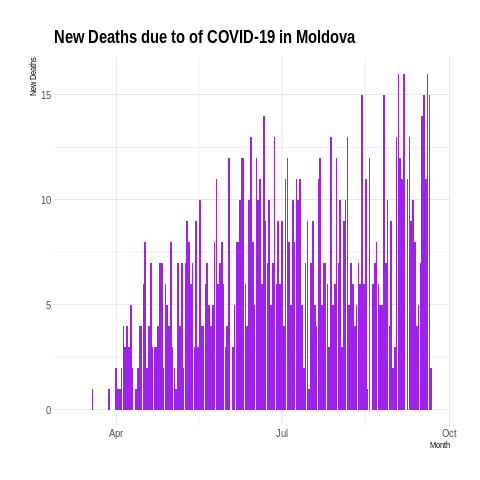 New Deaths due to of COVID-19 in Moldova
New Deaths
15
10
5
0
Apr
Jul
Oct
Month